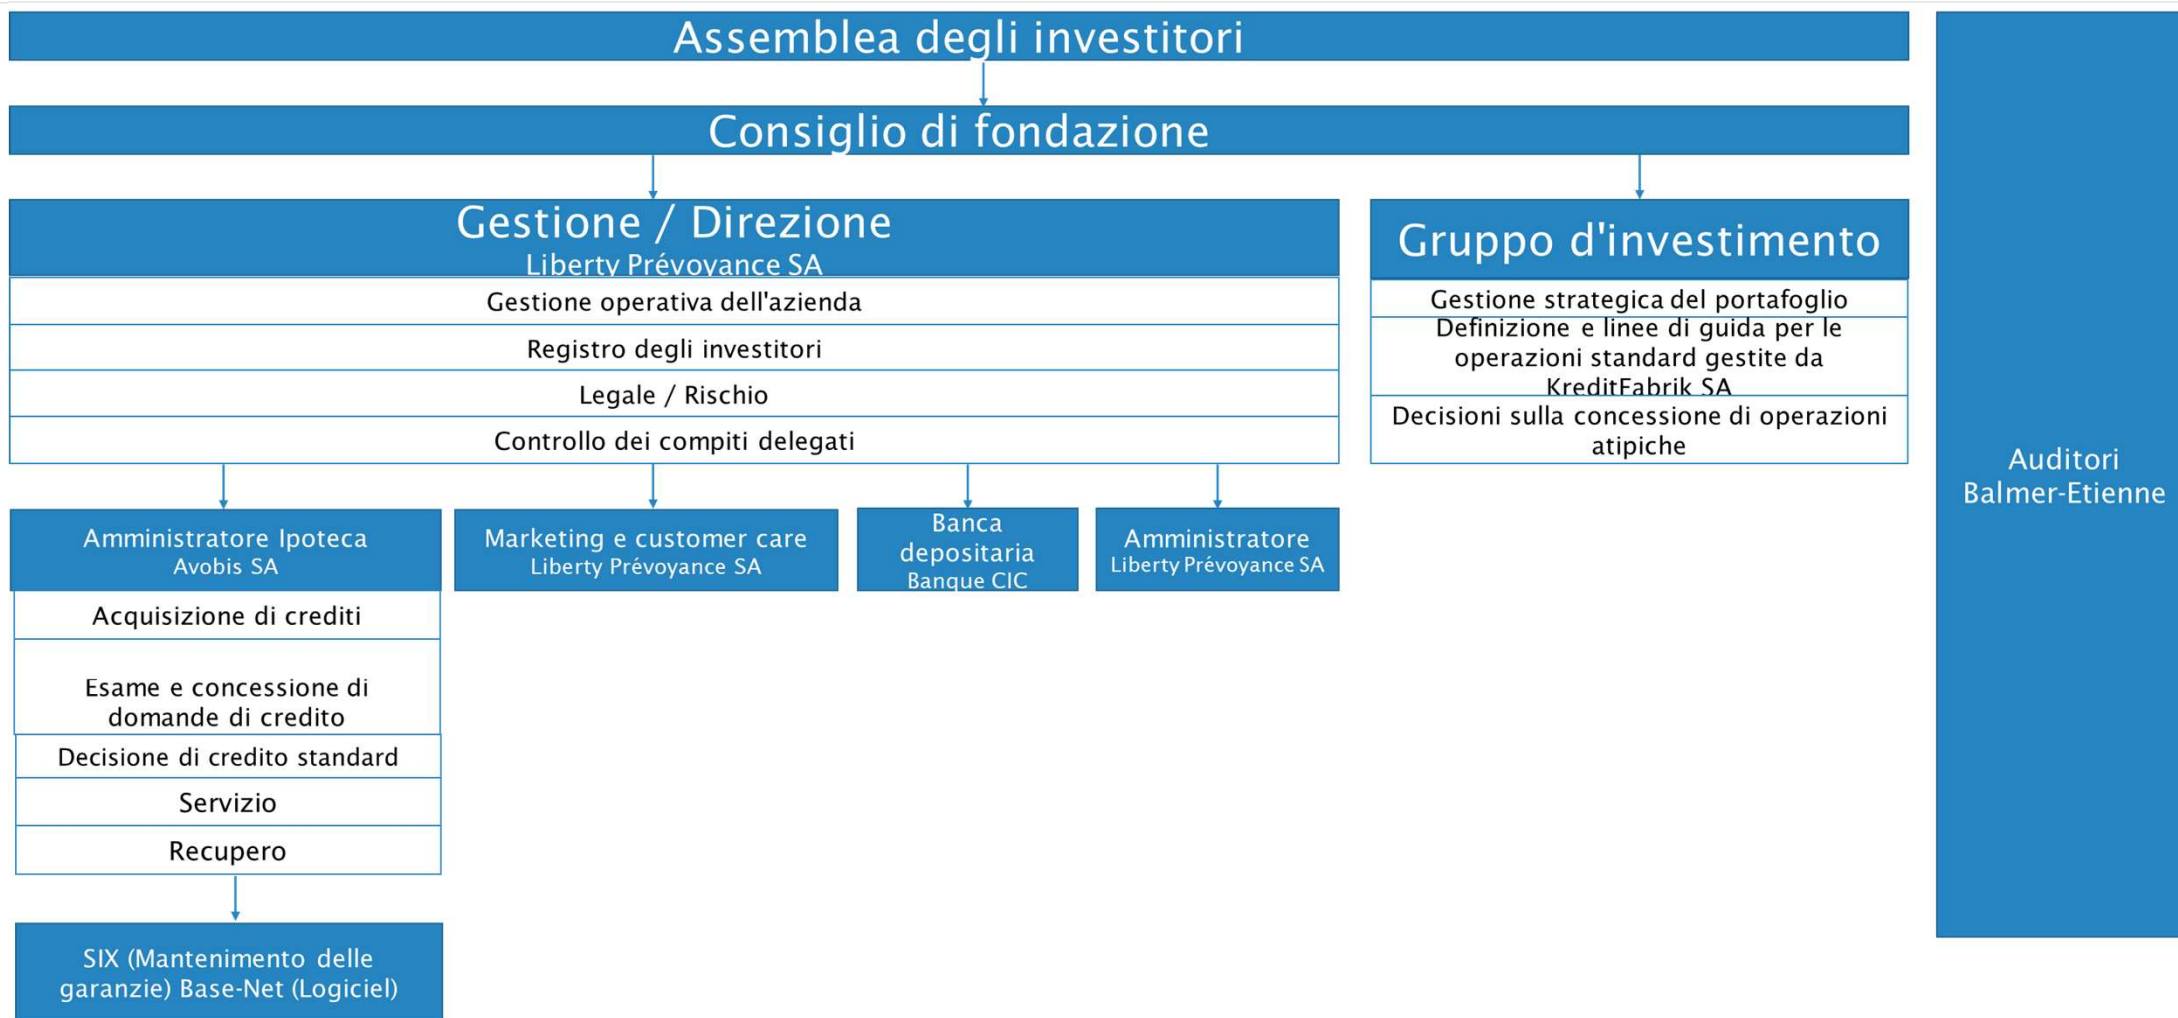 Assemblea degli investitori
Consiglio di fondazione
Gestione / Direzione
Liberty Prévoyance SA
Gestione operativa dell'azienda
Registro degli investitori
Legale / Rischio
Controllo dei compiti delegati
Gruppo d'investimento
Gestione strategica del portafoglio
Definizione e linee di guida per le
operazioni standard gestite da
KreditFabrik SA
Decisioni sulla concessione di operazioni
atipiche
Auditori
Balmer-Etienne
Amministratore Ipoteca
Avobis SA
Marketing e customer care
Liberty Prévoyance SA
Banca
depositaria
Banque CIC
Amministratore
Liberty Prévoyance SA
Acquisizione di crediti
Esame e concessione di
domande di credito
Decisione di credito standard
Servizio
Recupero
SIX (Mantenimento delle
garanzie) Base-Net (Logiciel)